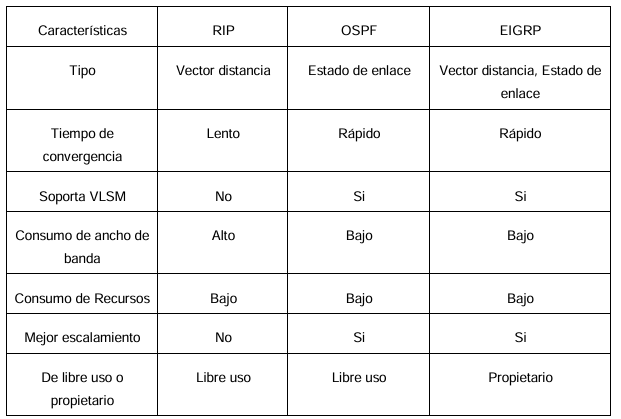 Características RIP OSPF EIGRP
Tipo Vector distancia Estado de enlace Vector distancia, Estado de
enlace
Tiempo de Lento Rápido Rápido
convergencia
Soporta VLSM No Si Si
Consumo de ancho de Alto Bajo Bajo
banda
Consumo de Recursos Bajo Bajo Bajo
Mejor escalamiento No Si Si
De libre uso o Libre uso Libre uso Propietario
propietario